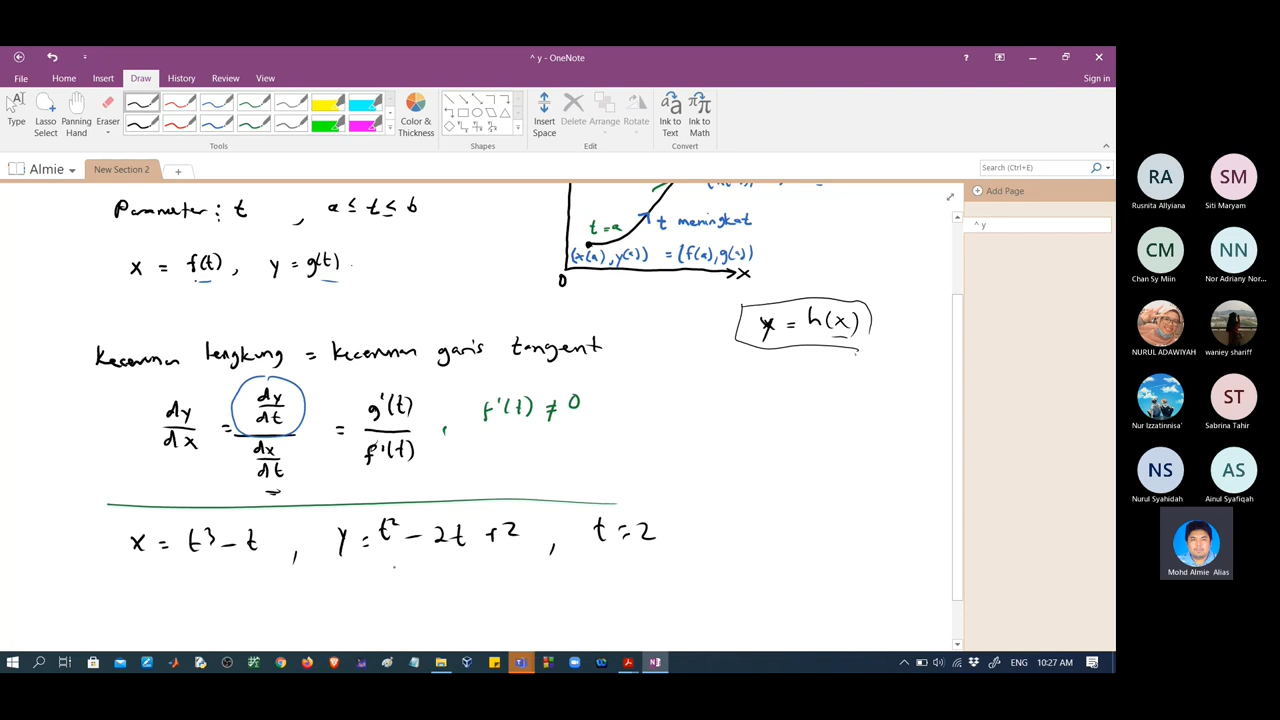 ^ y - OneNote
File Home Insert Draw History Review View
Sign in
Type
Lasso Select
Panning Hand
Eraser
Color & Thickness
Insert Space
Delete
Arrange
Rotate
Ink to Text
Ink to Math
Tools
Shapes
Edit
Convert
Almie
New Section 2
+
Search (Ctrl+E)
Add Page
^ y
Parameter : t , a ≤ t ≤ b
x = f(t) , y = g(t)
t = a
t meningkat
(x(a), y(a)) = (f(a), g(a))
0
x
y = h(x)
Kecerunan lengkung = kecerunan garis tangent
dy/dx = (dy/dt)/(dx/dt) = g'(t)/f'(t) , f'(t) ≠ 0
x = t³ - t , y = t² - 2t + 2 , t = 2
RA
Rusnita Allyiana
SM
Siti Maryam
CM
Chan Sy Miin
NN
Nor Adriany Nor...
NURUL ADAWIYAH
waniey shariff
Nur Izzatinnisa'
ST
Sabrina Tahir
NS
Nurul Syahidah
AS
Ainul Syafiqah
Mohd Almie Alias
ENG
10:27 AM